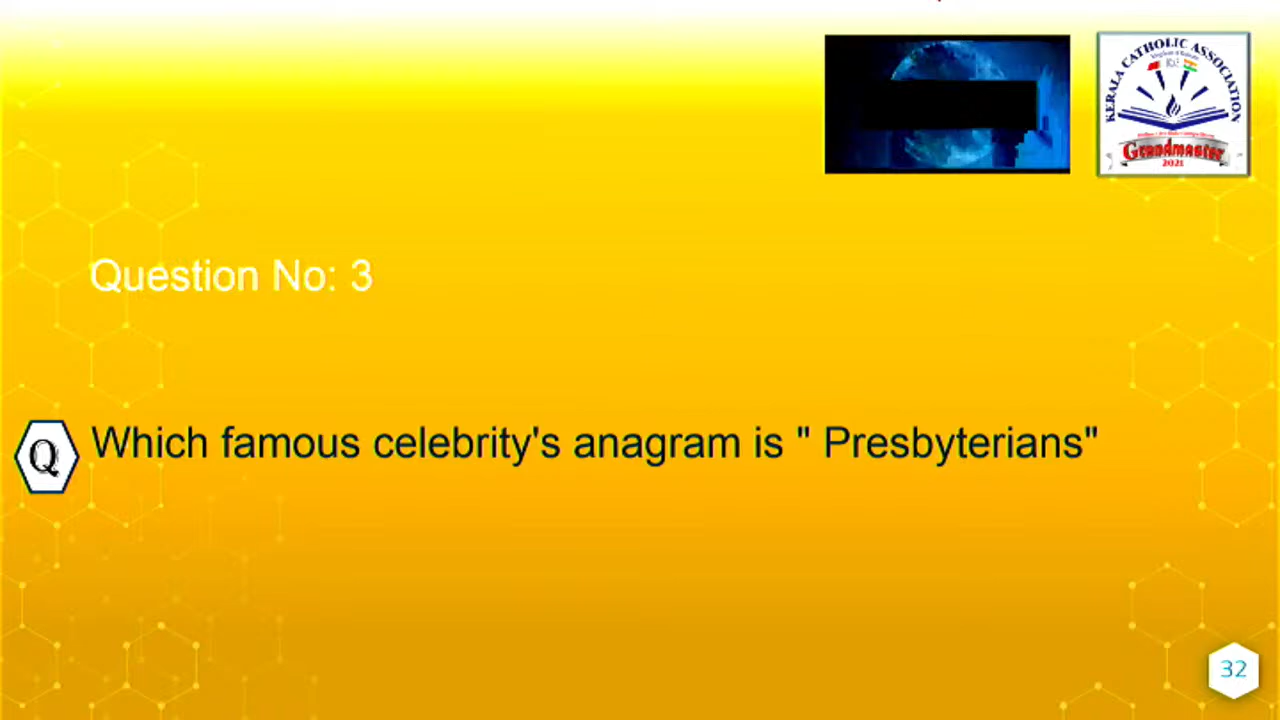 KERALA CATHOLIC ASSOCIATION
Grandmaster
2021
Question No: 3
Q
Which famous celebrity's anagram is " Presbyterians"
32